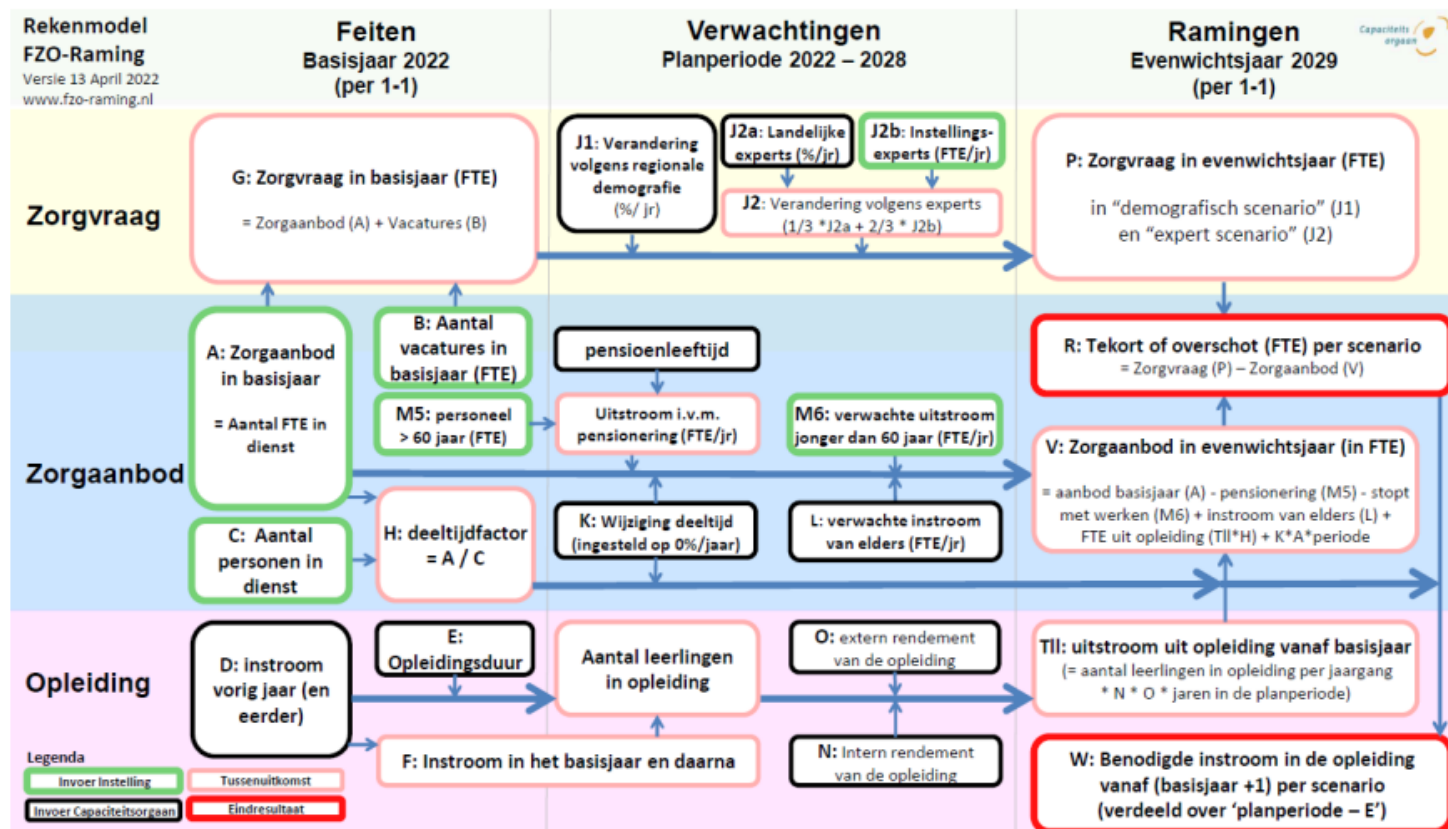 Rekenmodel
FZO-Raming
Versie 13 April 2022
www.fzo-raming.nl
Feiten
Basisjaar 2022
(per 1-1)
Verwachtingen
Planperiode 2022 – 2028
Ramingen
Evenwichtsjaar 2029
(per 1-1)
Capaciteits
orgaan
Zorgvraag
G: Zorgvraag in basisjaar (FTE)
= Zorgaanbod (A) + Vacatures (B)
J1: Verandering
volgens regionale
demografie
(%/ jr)
J2a: Landelijke
experts (%/jr)
J2b: Instellings-
experts (FTE/jr)
J2: Verandering volgens experts
(1/3 *J2a + 2/3 * J2b)
P: Zorgvraag in evenwichtsjaar (FTE)
in “demografisch scenario” (J1)
en “expert scenario” (J2)
Zorgaanbod
A: Zorgaanbod
in basisjaar
= Aantal FTE in
dienst
B: Aantal
vacatures in
basisjaar (FTE)
M5: personeel
> 60 jaar (FTE)
C: Aantal
personen in
dienst
H: deeltijdfactor
= A / C
pensioenleeftijd
Uitstroom i.v.m.
pensionering (FTE/jr)
M6: verwachte uitstroom
jonger dan 60 jaar (FTE/jr)
K: Wijziging deeltijd
(ingesteld op 0%/jaar)
L: verwachte instroom
van elders (FTE/jr)
R: Tekort of overschot (FTE) per scenario
= Zorgvraag (P) – Zorgaanbod (V)
V: Zorgaanbod in evenwichtsjaar (in FTE)
= aanbod basisjaar (A) - pensionering (M5) - stopt
met werken (M6) + instroom van elders (L) +
FTE uit opleiding (Tll*H) + K*A*periode
Opleiding
D: instroom
vorig jaar (en
eerder)
E:
Opleidingsduur
Aantal leerlingen
in opleiding
F: Instroom in het basisjaar en daarna
O: extern rendement
van de opleiding
N: Intern rendement
van de opleiding
Tll: uitstroom uit opleiding vanaf basisjaar
(= aantal leerlingen in opleiding per jaargang
* N * O * jaren in de planperiode)
W: Benodigde instroom in de opleiding
vanaf (basisjaar +1) per scenario
(verdeeld over ‘planperiode – E’)
Legenda
Invoer Instelling
Tussenuitkomst
Invoer Capaciteitsorgaan
Eindresultaat